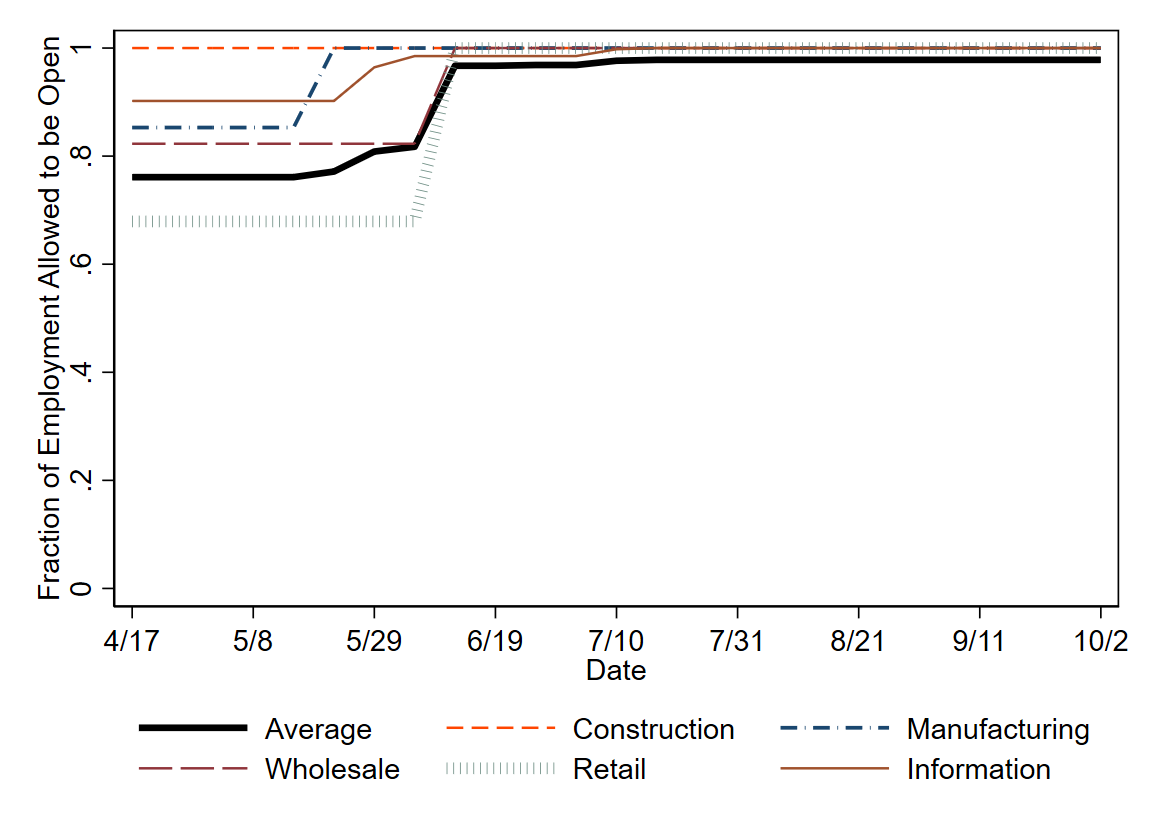 Fraction of Employment Allowed to be Open
1
.8
.6
.4
.2
0
4/17 5/8 5/29 6/19 7/10 7/31 8/21 9/11 10/2
Date
Average Construction Manufacturing
Wholesale Retail Information